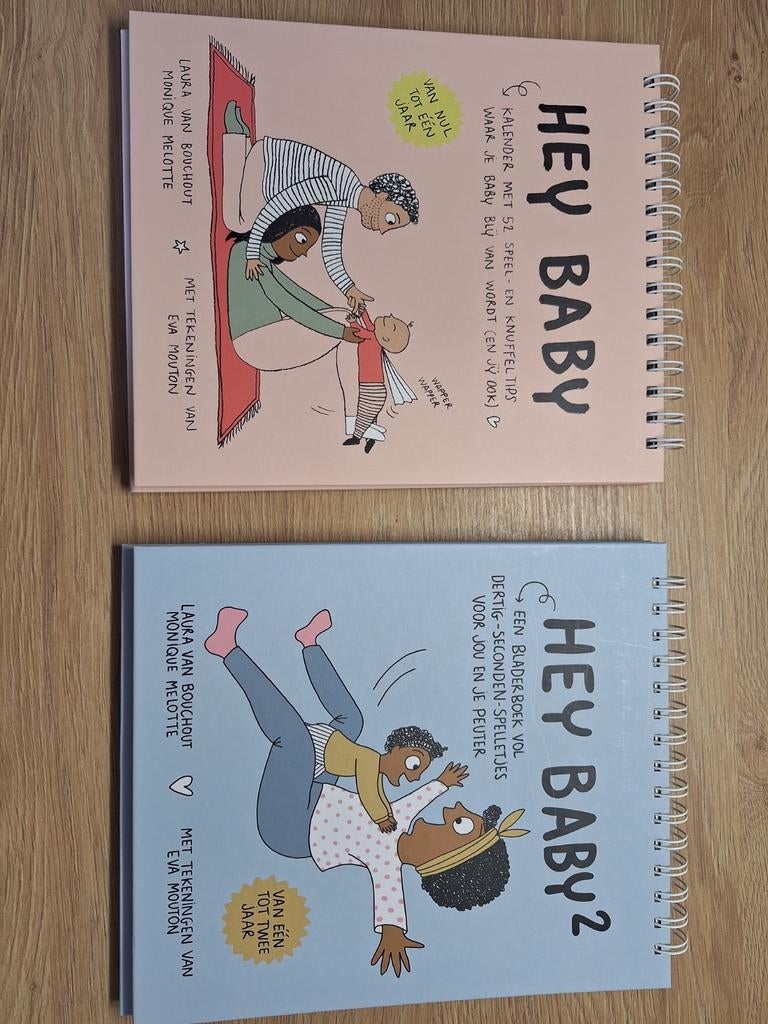 HEY BABY
KALENDER MET 52 SPEEL- EN KNUFFELTIPS
WAAR JE BABY BLIJ VAN WORDT (EN JIJ OOK)
VAN NUL
TOT ÉÉN
JAAR
WAPPER
WAPPER
LAURA VAN BOUCHOUT
MONIQUE MELOTTE
MET TEKENINGEN VAN
EVA MOUTON
HEY BABY2
EEN BLADERBOEK VOL
DERTIG-SECONDEN-SPELLETJES
VOOR JOU EN JE PEUTER
VAN ÉÉN
TOT TWEE
JAAR
LAURA VAN BOUCHOUT
MONIQUE MELOTTE
MET TEKENINGEN VAN
EVA MOUTON